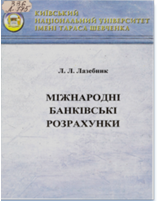 КИЇВСЬКИЙ
НАЦІОНАЛЬНИЙ УНІВЕРСИТЕТ
ІМЕНІ ТАРАСА ШЕВЧЕНКА
Л. Л. Лазебник
МІЖНАРОДНІ
БАНКІВСЬКІ
РОЗРАХУНКИ